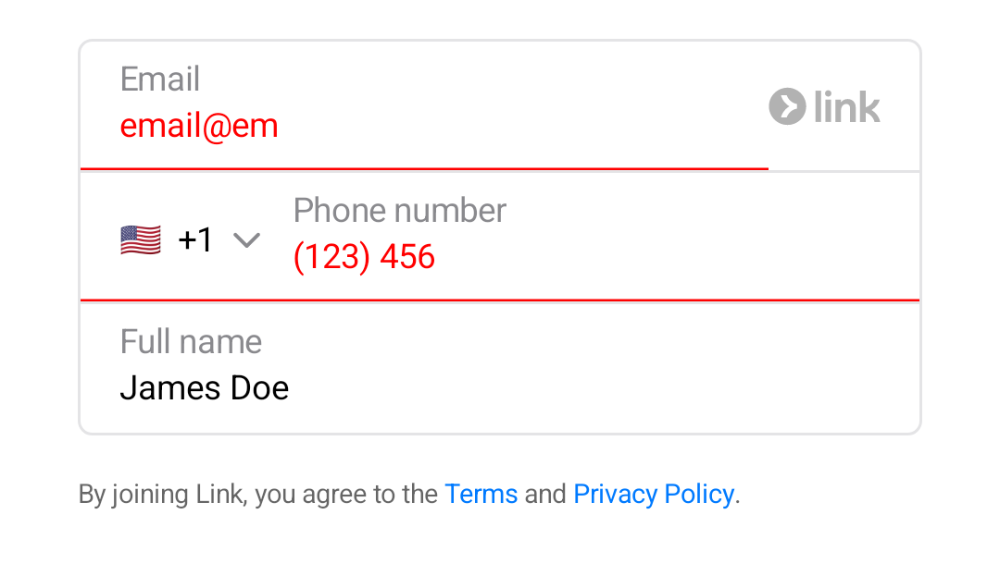 Email
email@em
link
Phone number
+1
(123) 456
Full name
James Doe
By joining Link, you agree to the Terms and Privacy Policy.